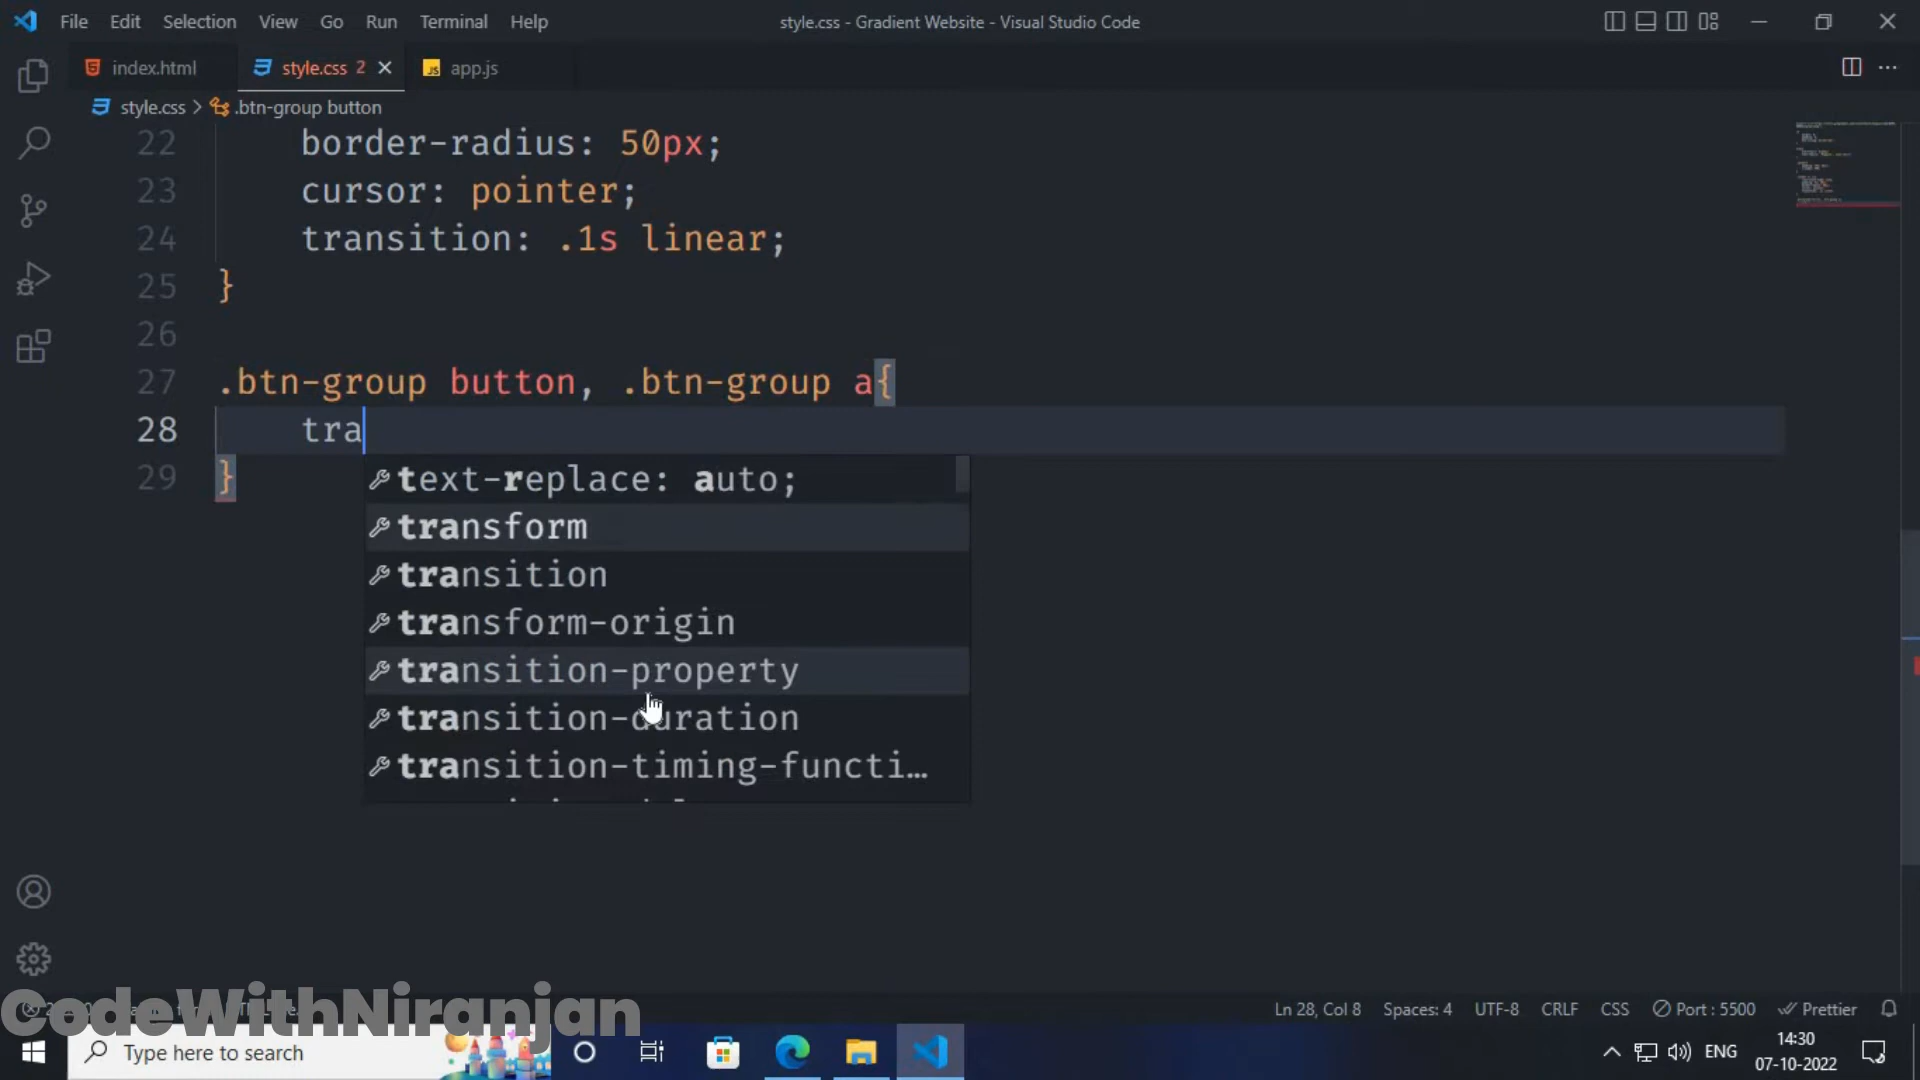 File Edit Selection View Go Run Terminal Help
style.css - Gradient Website - Visual Studio Code
index.html
style.css 2
JS app.js
style.css > .btn-group button
22 border-radius: 50px;
23 cursor: pointer;
24 transition: .1s linear;
25 }
26
27 .btn-group button, .btn-group a{
28 tra
29 }
text-replace: auto;
transform
transition
transform-origin
transition-property
transition-duration
transition-timing-functi…
CodeWithNiranjan
Ln 28, Col 8 Spaces: 4 UTF-8 CRLF CSS Port : 5500 Prettier
Type here to search
ENG
14:30
07-10-2022